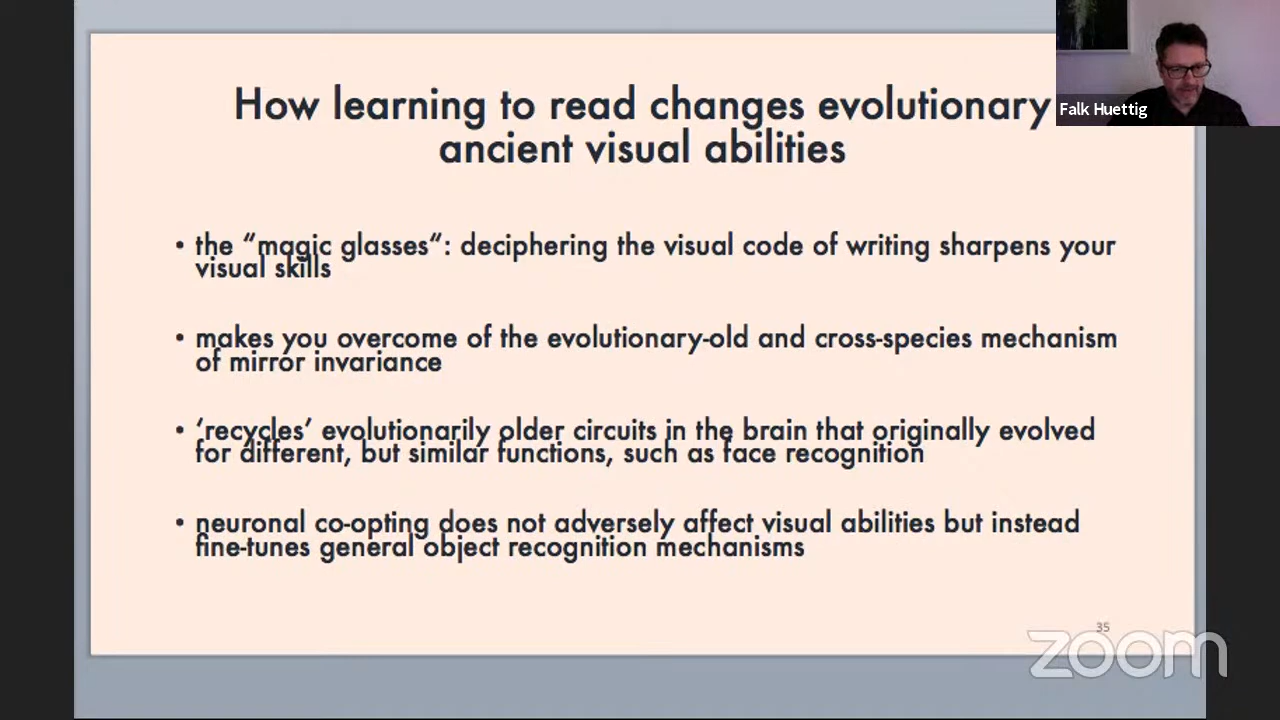 How learning to read changes evolutionary
ancient visual abilities
Falk Huettig
• the “magic glasses“: deciphering the visual code of writing sharpens your
visual skills
• makes you overcome of the evolutionary-old and cross-species mechanism
of mirror invariance
• ‘recycles’ evolutionarily older circuits in the brain that originally evolved
for different, but similar functions, such as face recognition
• neuronal co-opting does not adversely affect visual abilities but instead
fine-tunes general object recognition mechanisms
35
zoom